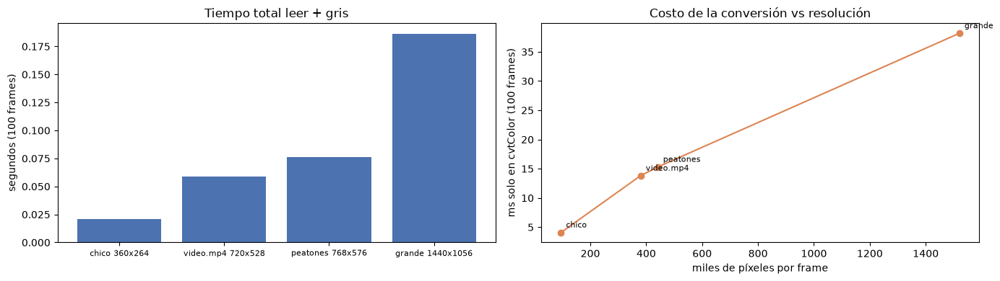 Tiempo total leer + gris
segundos (100 frames)
0.175
0.150
0.125
0.100
0.075
0.050
0.025
0.000
chico 360x264
video.mp4 720x528
peatones 768x576
grande 1440x1056
Costo de la conversión vs resolución
ms solo en cvtColor (100 frames)
35
30
25
20
15
10
5
grande
peatones
video.mp4
chico
200
400
600
800
1000
1200
1400
miles de píxeles por frame